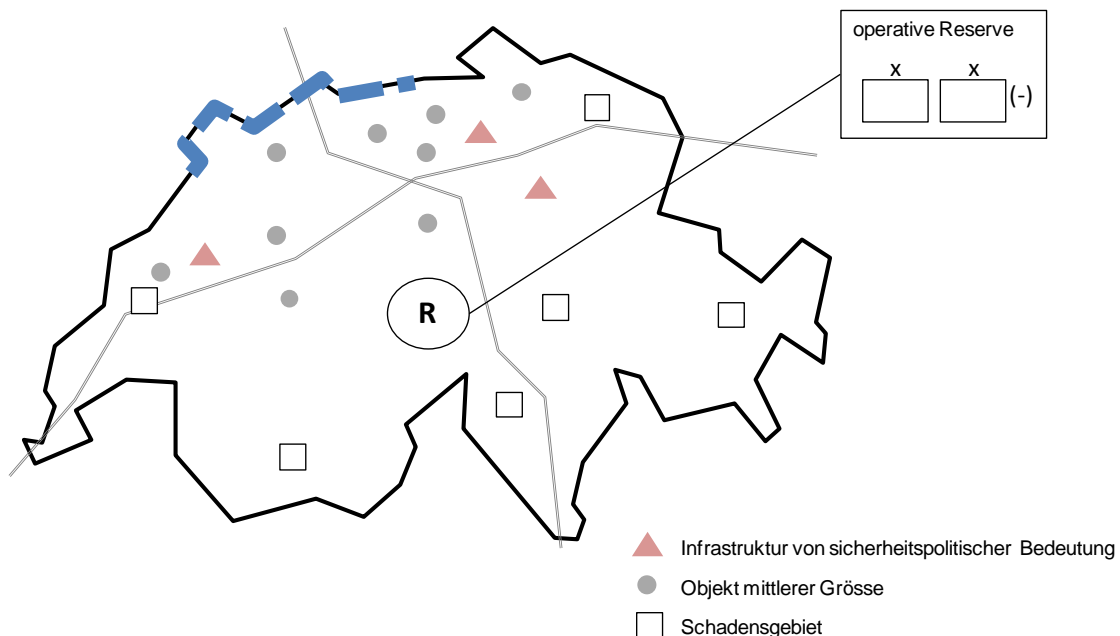 operative Reserve
x x
(-)
R
Infrastruktur von sicherheitspolitischer Bedeutung
Objekt mittlerer Grösse
Schadensgebiet